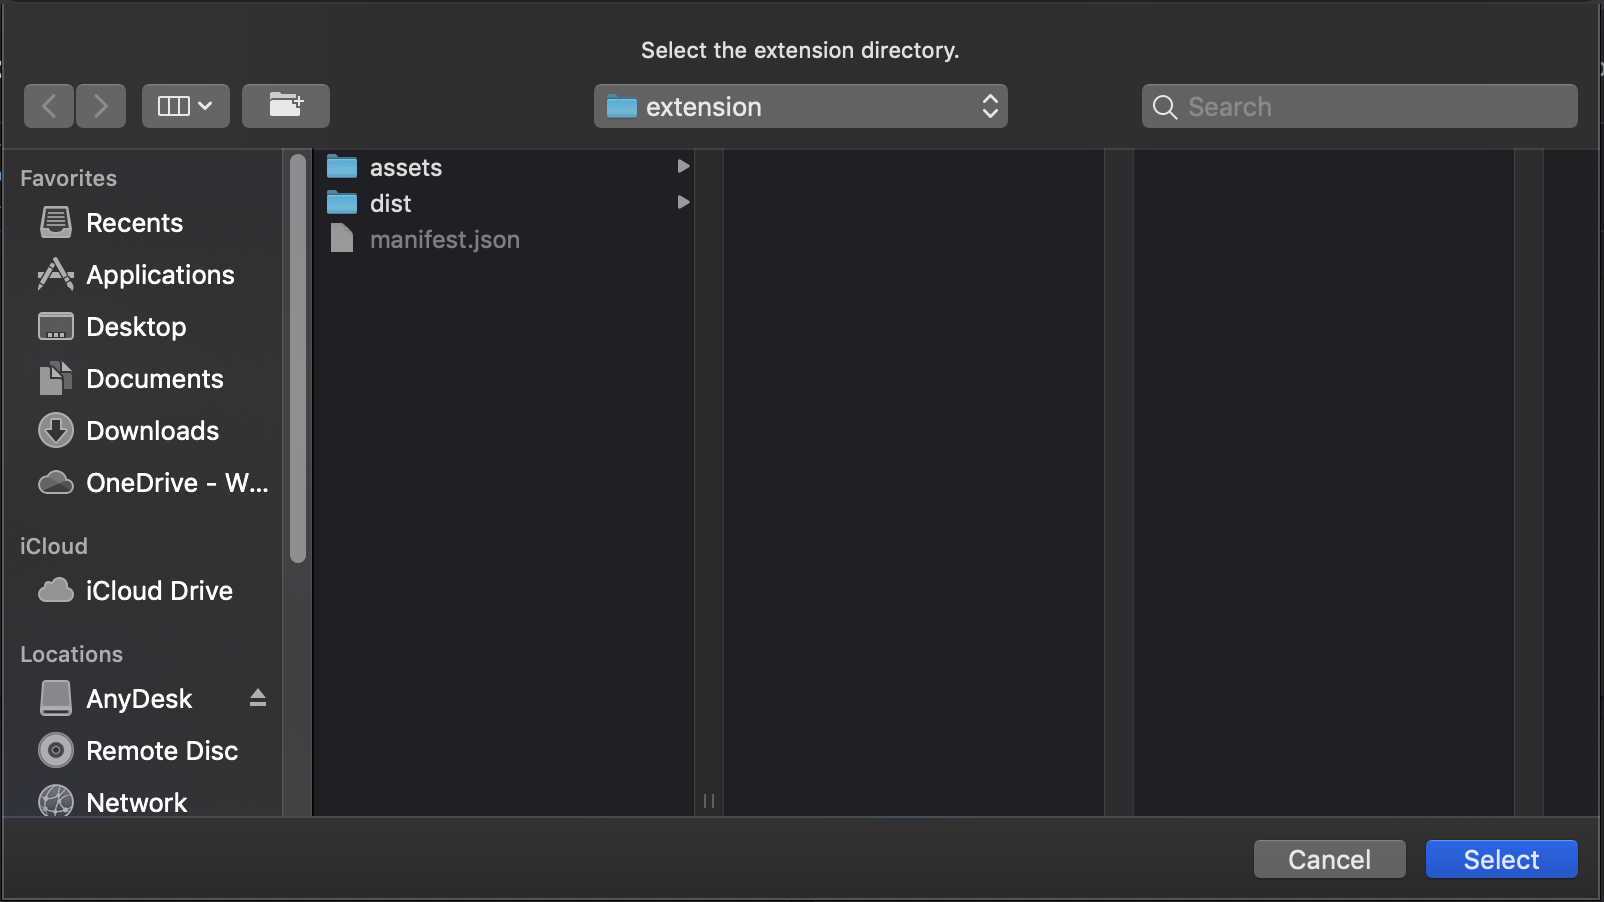 Select the extension directory.
extension
Search
Favorites
Recents
Applications
Desktop
Documents
Downloads
OneDrive - W...
iCloud
iCloud Drive
Locations
AnyDesk
Remote Disc
Network
assets
dist
manifest.json
Cancel
Select